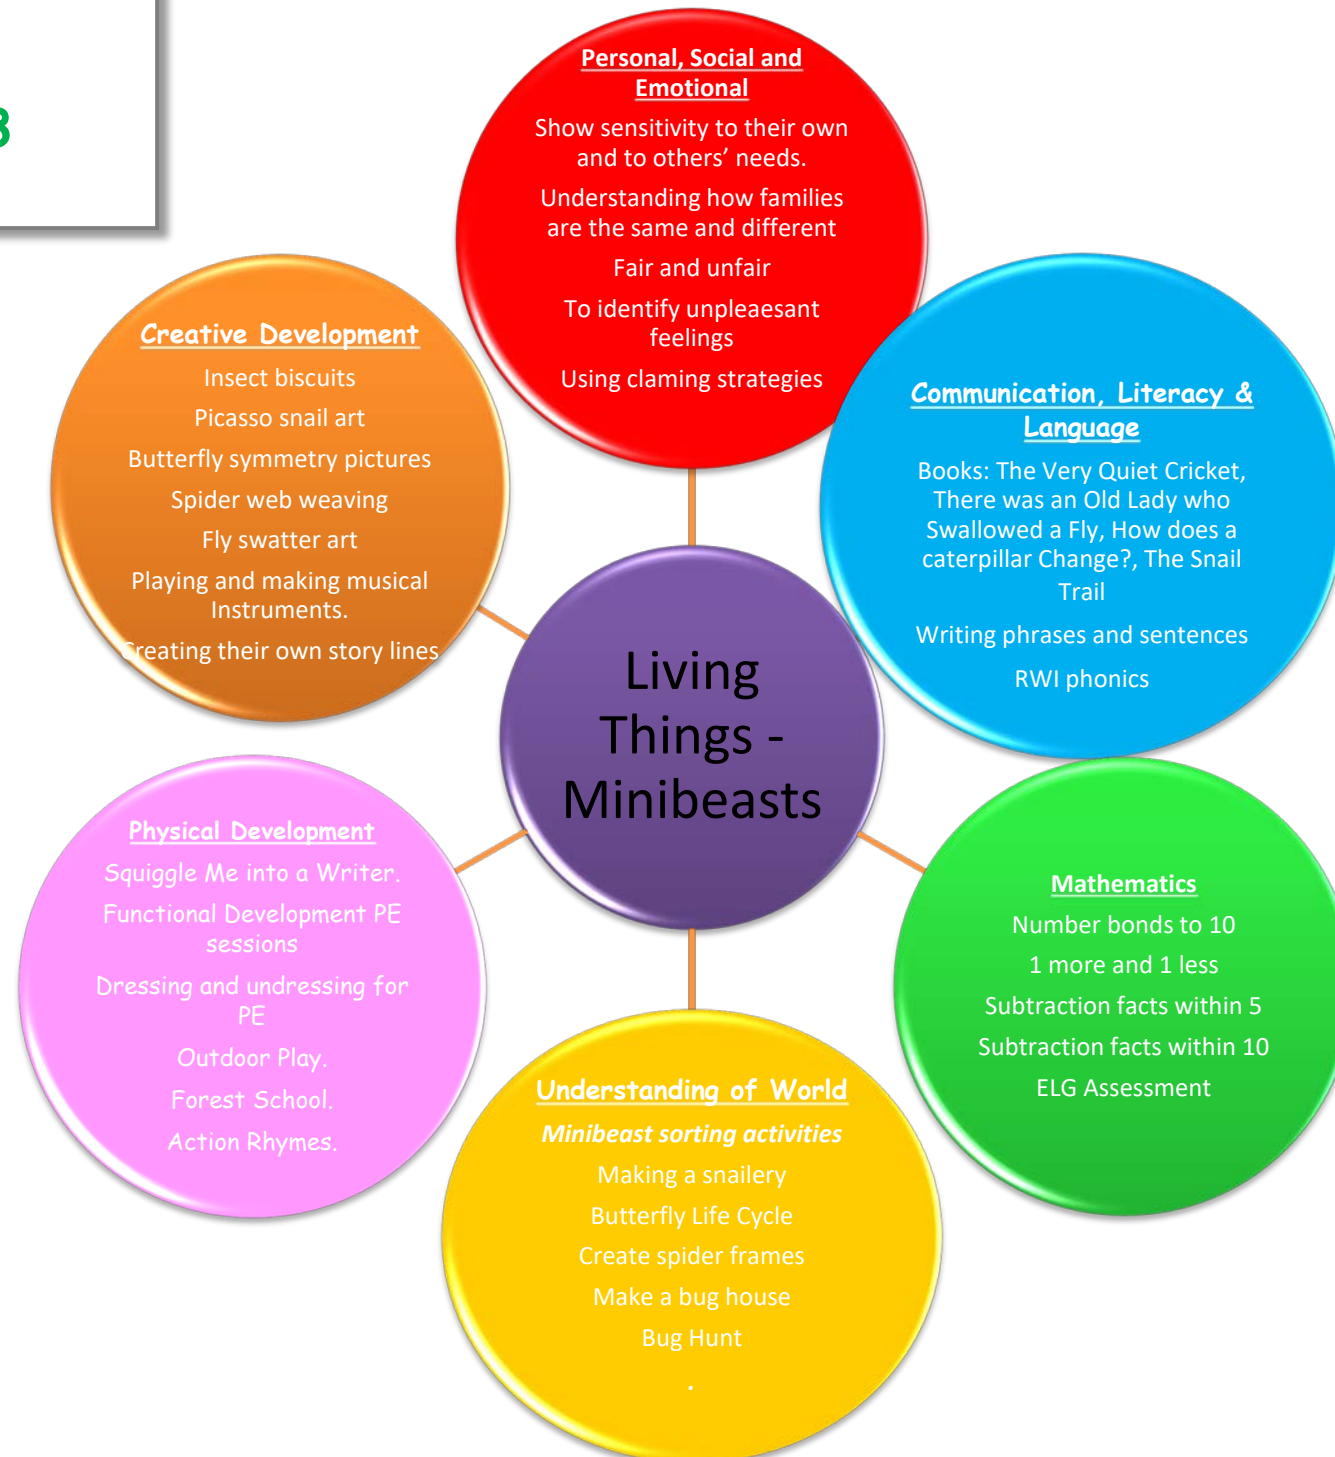 3
Personal, Social and
Emotional
Show sensitivity to their own
and to others’ needs.
Understanding how families
are the same and different
Fair and unfair
To identify unpleaesant
feelings
Using claming strategies
Creative Development
Insect biscuits
Picasso snail art
Butterfly symmetry pictures
Spider web weaving
Fly swatter art
Playing and making musical
Instruments.
Creating their own story lines
Communication, Literacy &
Language
Books: The Very Quiet Cricket,
There was an Old Lady who
Swallowed a Fly, How does a
caterpillar Change?, The Snail
Trail
Writing phrases and sentences
RWI phonics
Living
Things -
Minibeasts
Physical Development
Squiggle Me into a Writer.
Functional Development PE
sessions
Dressing and undressing for
PE
Outdoor Play.
Forest School.
Action Rhymes.
Mathematics
Number bonds to 10
1 more and 1 less
Subtraction facts within 5
Subtraction facts within 10
ELG Assessment
Understanding of World
Minibeast sorting activities
Making a snailery
Butterfly Life Cycle
Create spider frames
Make a bug house
Bug Hunt
.